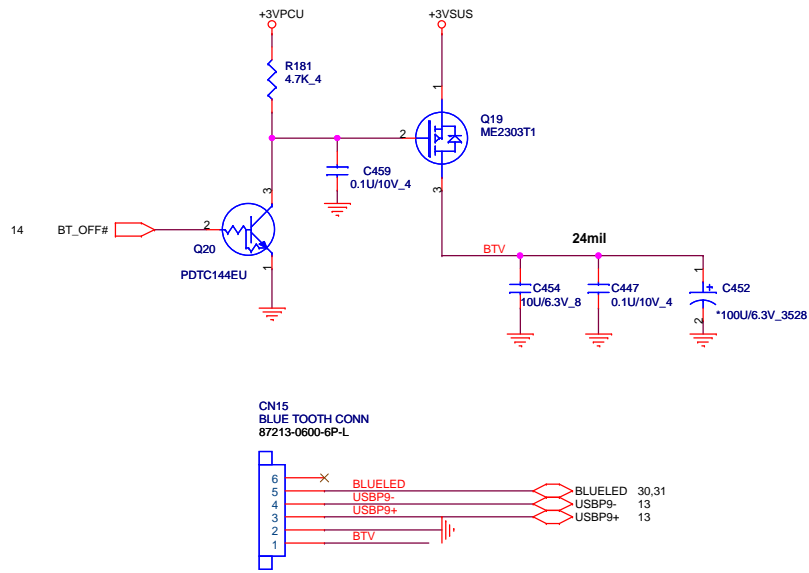 +3VPCU
+3VSUS
R181
4.7K_4
1
Q19
ME2303T1
2
C459
0.1U/10V_4
3
3
14 BT_OFF#
2
Q20
PDTC144EU
1
BTV
24mil
C454
10U/6.3V_8
C447
0.1U/10V_4
1
+
C452
*100U/6.3V_3528
2
CN15
BLUE TOOTH CONN
87213-0600-6P-L
6
5 BLUELED BLUELED 30,31
4 USBP9- USBP9- 13
3 USBP9+ USBP9+ 13
2
1 BTV